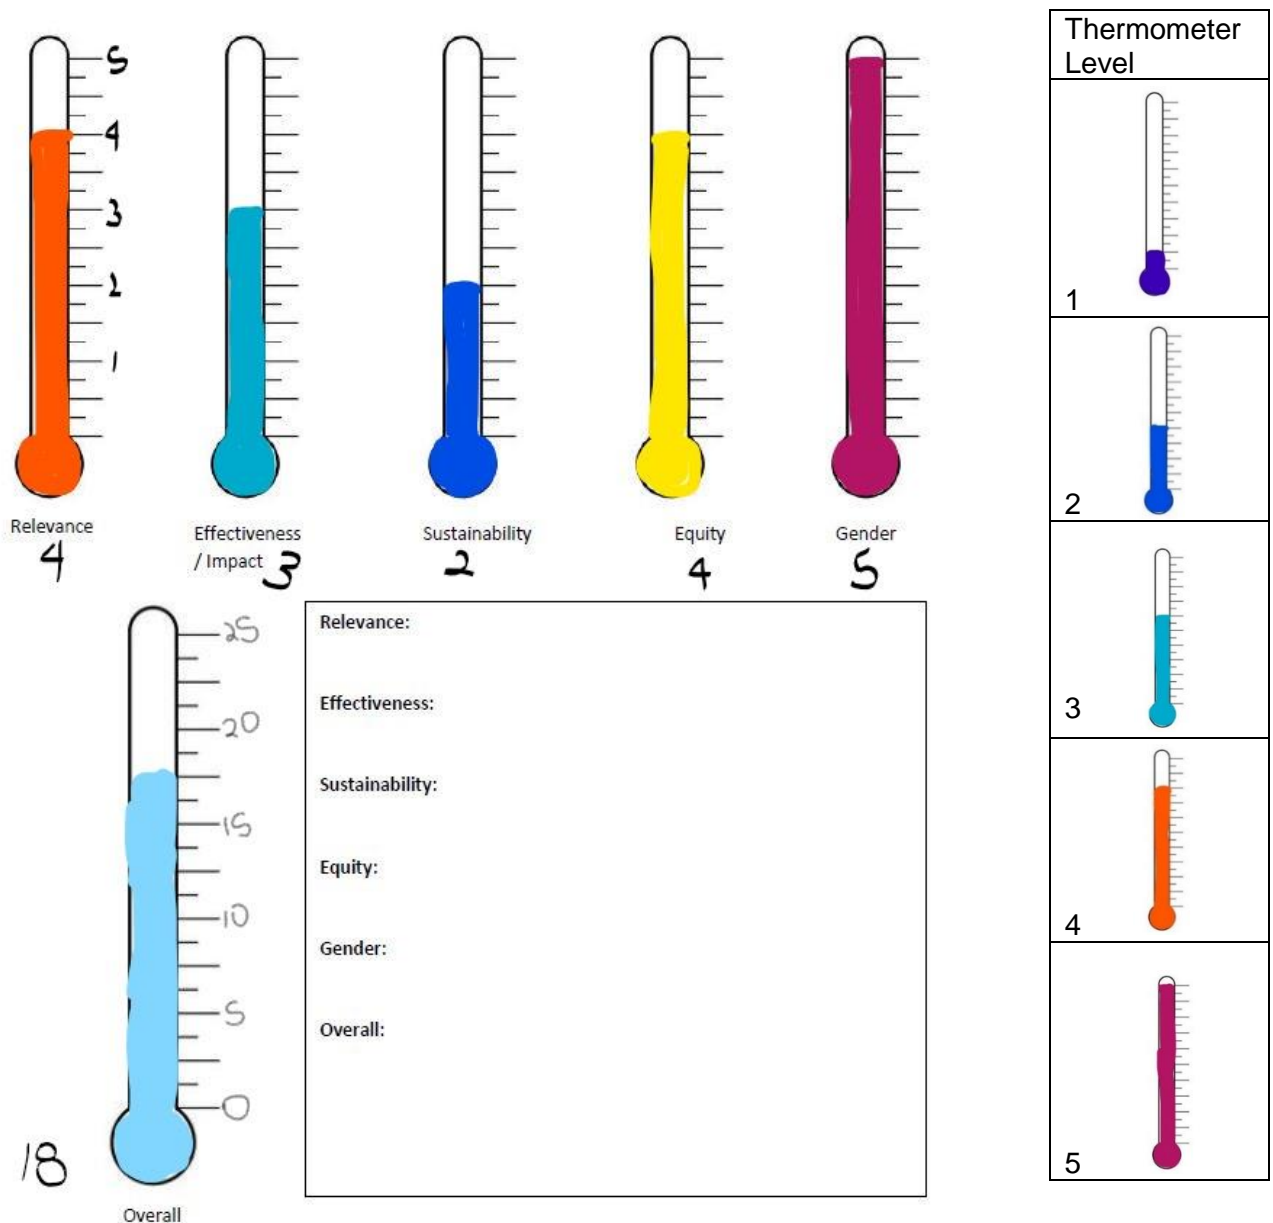 5
4
3
2
1
Relevance
4
Effectiveness
/ Impact 3
Sustainability
2
Equity
4
Gender
5
25
20
15
10
5
0
18
Overall
Relevance:
Effectiveness:
Sustainability:
Equity:
Gender:
Overall:
Thermometer
Level
1
2
3
4
5